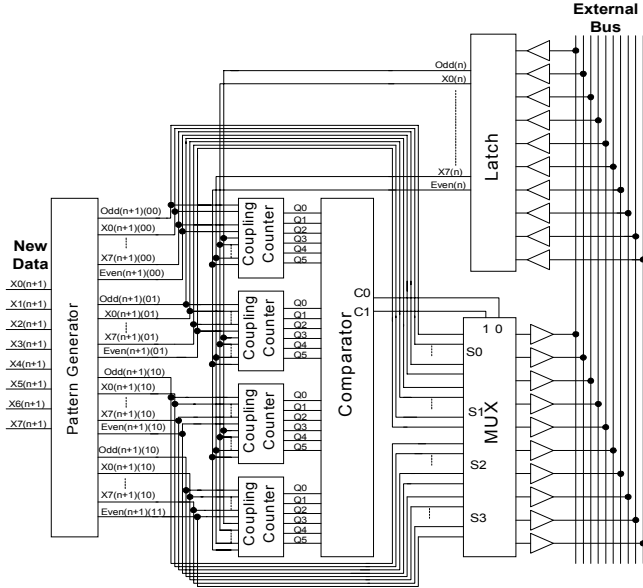 External
Bus
Odd(n)
X0(n)
X7(n)
Even(n)
Latch
New
Data
X0(n+1)
X1(n+1)
X2(n+1)
X3(n+1)
X4(n+1)
X5(n+1)
X6(n+1)
X7(n+1)
Pattern Generator
Odd(n+1)(00)
X0(n+1)(00)
X7(n+1)(00)
Even(n+1)(00)
Odd(n+1)(01)
X0(n+1)(01)
X7(n+1)(01)
Even(n+1)(01)
Odd(n+1)(10)
X0(n+1)(10)
X7(n+1)(10)
Even(n+1)(10)
Odd(n+1)(10)
X0(n+1)(10)
X7(n+1)(10)
Even(n+1)(11)
Coupling
Counter
Q0
Q1
Q2
Q3
Q4
Q5
Coupling
Counter
Q0
Q1
Q2
Q3
Q4
Q5
Coupling
Counter
Q0
Q1
Q2
Q3
Q4
Q5
Coupling
Counter
Q0
Q1
Q2
Q3
Q4
Q5
Comparator
C0
C1
1 0
S0
S1
S2
S3
MUX